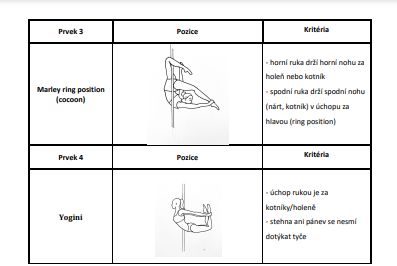 Prvek 3 Pozice Kritéria
Marley ring position
(cocoon)
- horní ruka drží horní nohu za
holeň nebo kotník
- spodní ruka drží spodní nohu
(nárt, kotník) v úchopu za
hlavou (ring position)
Prvek 4 Pozice Kritéria
Yogini
- úchop rukou je za
kotníky/holeně
- stehna ani pánev se nesmí
dotýkat tyče